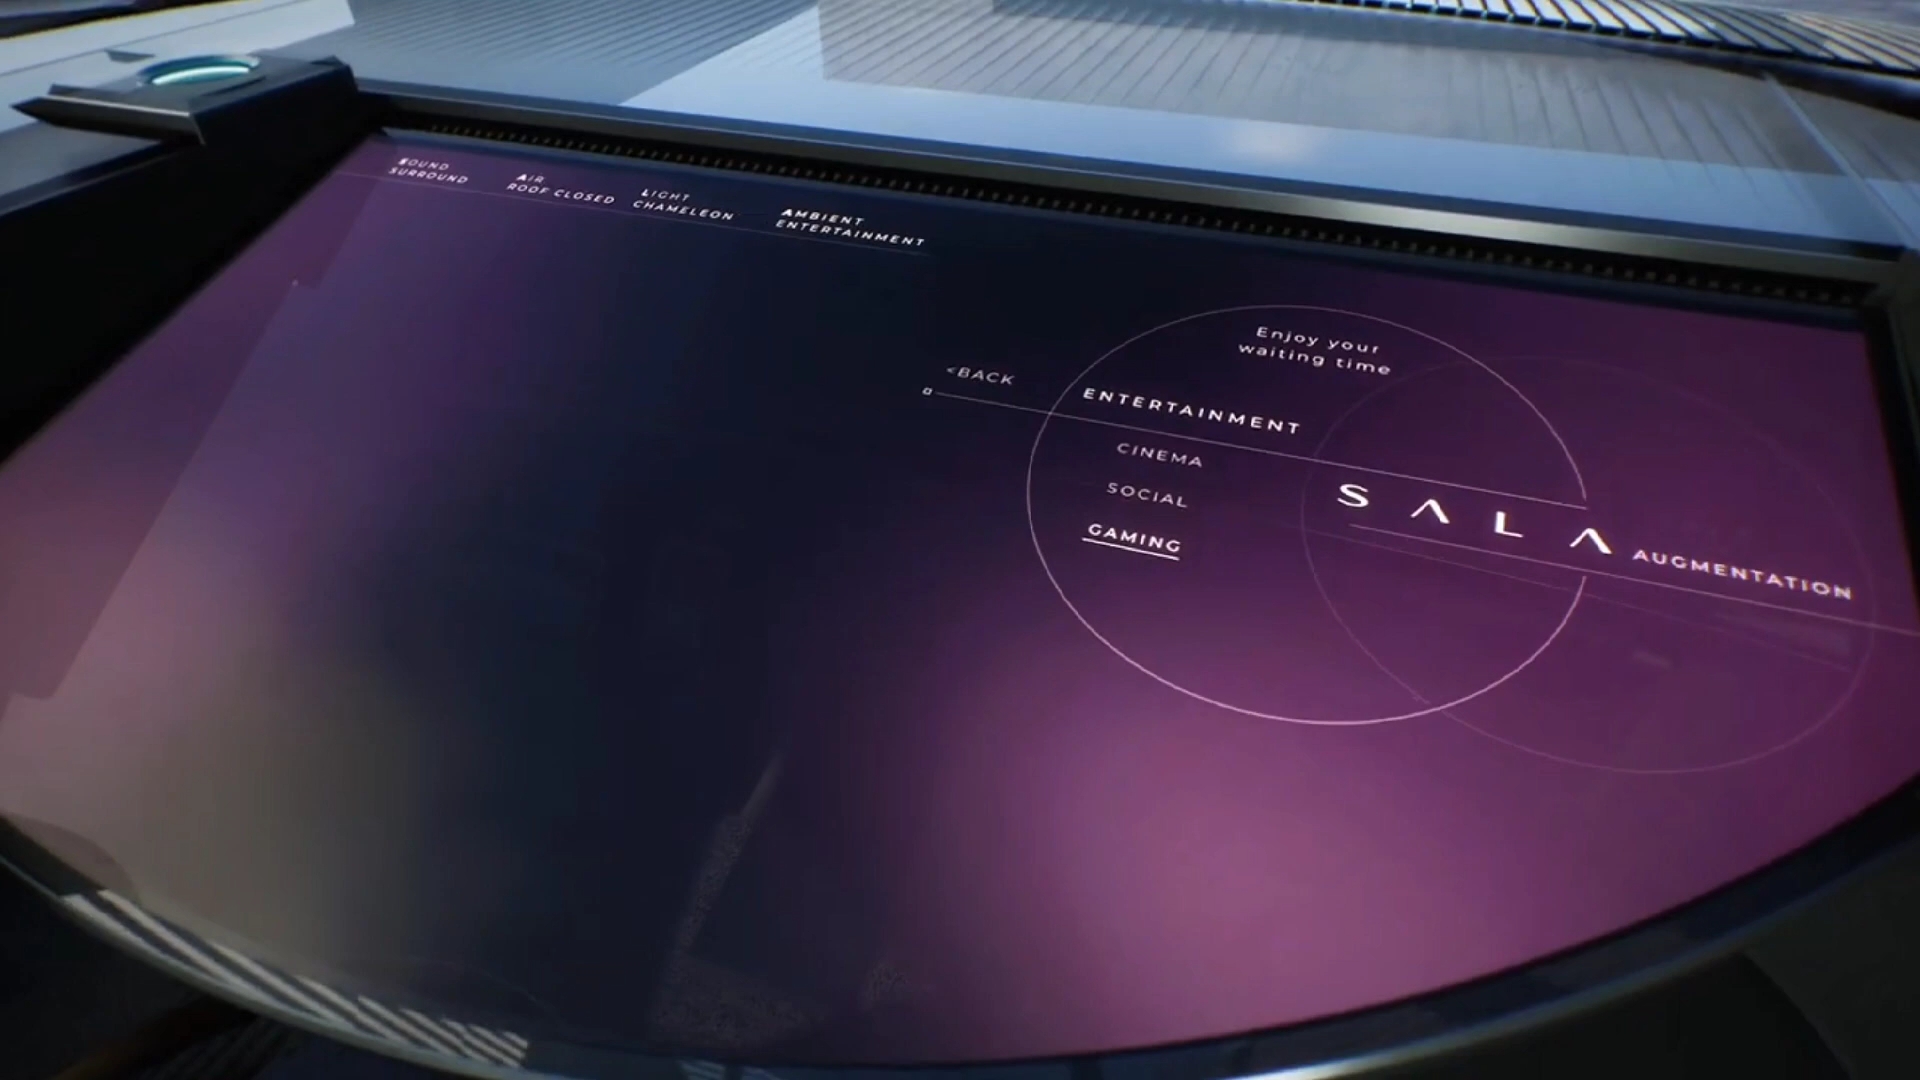 SOUND
SURROUND
AIR
ROOF CLOSED
LIGHT
CHAMELEON
AMBIENT
ENTERTAINMENT
Enjoy your
waiting time
<BACK
ENTERTAINMENT
CINEMA
SOCIAL
GAMING
SALA AUGMENTATION